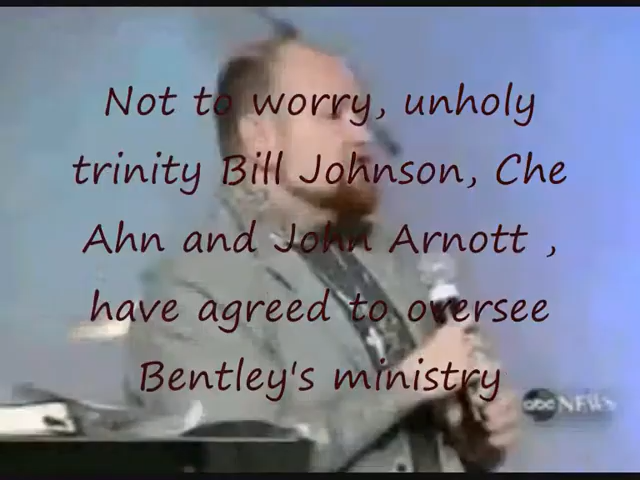 Not to worry, unholy
trinity Bill Johnson, Che
Ahn and John Arnott ,
have agreed to oversee
Bentley's ministry
abc NEWS